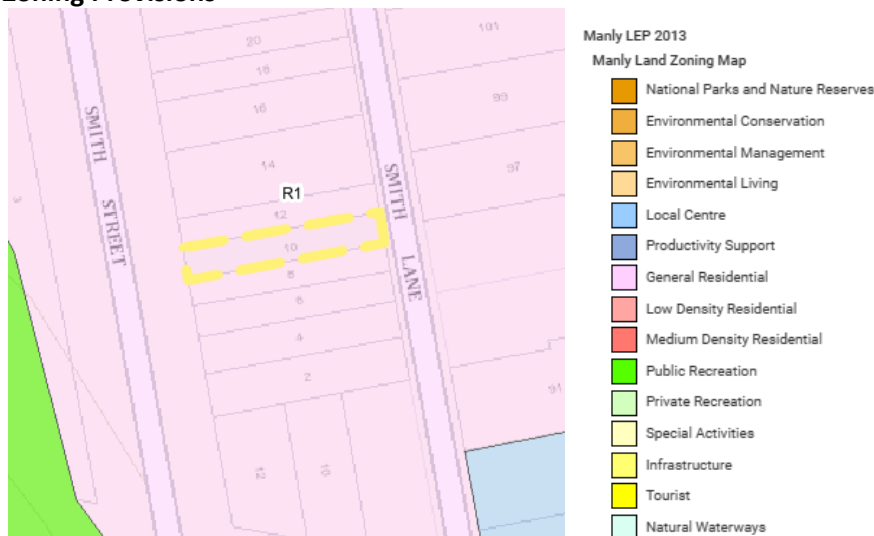 Zoning Provisions
20
18
16
14
R1
12
10
8
6
4
2
12
10
SMITH
STREET
SMITH
LANE
101
99
97
91
Manly LEP 2013
Manly Land Zoning Map
National Parks and Nature Reserves
Environmental Conservation
Environmental Management
Environmental Living
Local Centre
Productivity Support
General Residential
Low Density Residential
Medium Density Residential
Public Recreation
Private Recreation
Special Activities
Infrastructure
Tourist
Natural Waterways